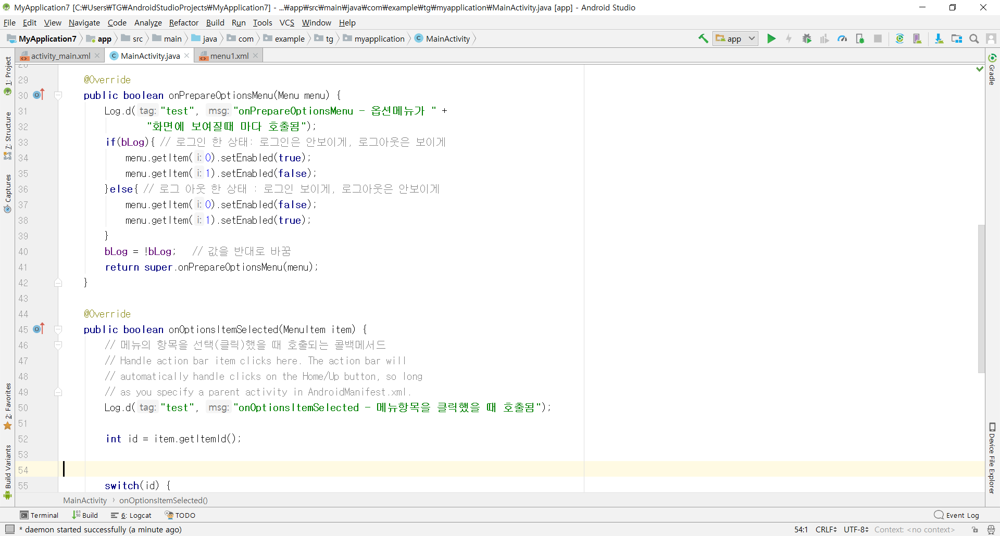 MyApplication7 [C:₩Users₩TG₩AndroidStudioProjects₩MyApplication7] - ...₩app₩src₩main₩java₩com₩example₩tg₩myapplication₩MainActivity.java [app] - Android Studio
File Edit View Navigate Code Analyze Refactor Build Run Tools VCS Window Help
MyApplication7 app src main java com example tg myapplication MainActivity
app
activity_main.xml MainActivity.java menu1.xml
1: Project
7: Structure
Captures
2: Favorites
Build Variants
28
29 @Override
30 public boolean onPrepareOptionsMenu(Menu menu) {
31 Log.d( tag: "test", msg: "onPrepareOptionsMenu - 옵션메뉴가 " +
32 "화면에 보여질때 마다 호출됨");
33 if(bLog){ // 로그인 한 상태: 로그인은 안보이게, 로그아웃은 보이게
34 menu.getItem( i: 0).setEnabled(true);
35 menu.getItem( i: 1).setEnabled(false);
36 }else{ // 로그 아웃 한 상태 : 로그인 보이게, 로그아웃은 안보이게
37 menu.getItem( i: 0).setEnabled(false);
38 menu.getItem( i: 1).setEnabled(true);
39 }
40 bLog = !bLog; // 값을 반대로 바꿈
41 return super.onPrepareOptionsMenu(menu);
42 }
43
44 @Override
45 public boolean onOptionsItemSelected(MenuItem item) {
46 // 메뉴의 항목을 선택(클릭)했을 때 호출되는 콜백메서드
47 // Handle action bar item clicks here. The action bar will
48 // automatically handle clicks on the Home/Up button, so long
49 // as you specify a parent activity in AndroidManifest.xml.
50 Log.d( tag: "test", msg: "onOptionsItemSelected - 메뉴항목을 클릭했을 때 호출됨");
51
52 int id = item.getItemId();
53
54
55 switch(id) {
Gradle
Device File Explorer
MainActivity › onOptionsItemSelected()
Terminal Build 6: Logcat TODO Event Log
* daemon started successfully (a minute ago) 54:1 CRLF UTF-8 Context: <no context>